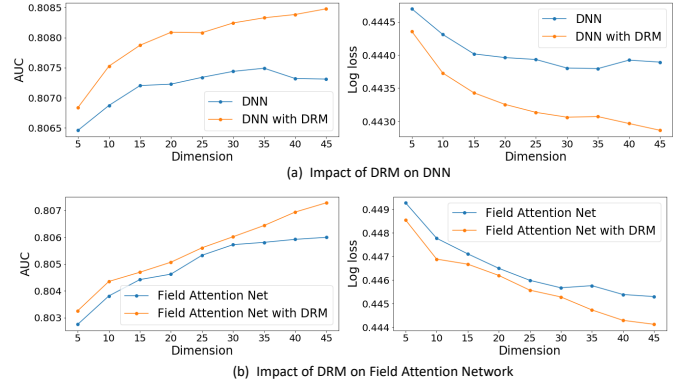 0.8085
0.8080
0.8075
0.8070
0.8065
AUC
DNN
DNN with DRM
5 10 15 20 25 30 35 40 45
Dimension
0.4445
0.4440
0.4435
0.4430
Log loss
DNN
DNN with DRM
5 10 15 20 25 30 35 40 45
Dimension
(a) Impact of DRM on DNN
0.807
0.806
0.805
0.804
0.803
AUC
Field Attention Net
Field Attention Net with DRM
5 10 15 20 25 30 35 40 45
Dimension
0.449
0.448
0.447
0.446
0.445
0.444
Log loss
Field Attention Net
Field Attention Net with DRM
5 10 15 20 25 30 35 40 45
Dimension
(b) Impact of DRM on Field Attention Network